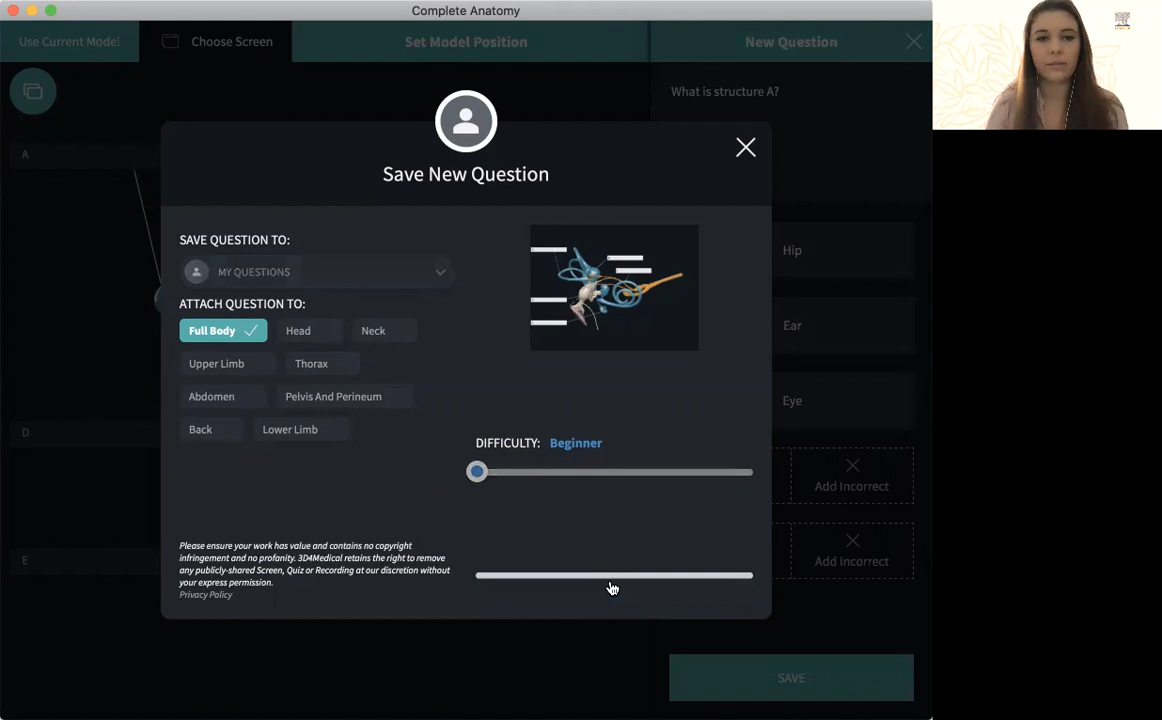 Complete Anatomy
Use Current Model
Choose Screen
Set Model Position
New Question
What is structure A?
A
Save New Question
SAVE QUESTION TO:
MY QUESTIONS
ATTACH QUESTION TO:
Full Body
Head
Neck
Upper Limb
Thorax
Abdomen
Pelvis And Perineum
Back
Lower Limb
DIFFICULTY: Beginner
Please ensure your work has value and contains no copyright
infringement and no profanity. 3D4Medical retains the right to remove
any publicly-shared Screen, Quiz or Recording at our discretion without
your express permission.
Privacy Policy
D
E
Hip
Ear
Eye
Add Incorrect
Add Incorrect
SAVE